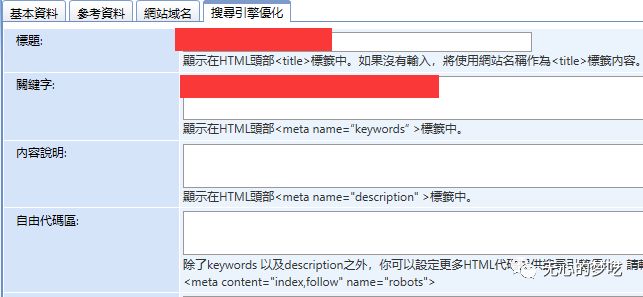 基本資料 參考資料 網站域名 搜尋引擎優化
標題:
顯示在HTML頭部<title>標籤中。如果沒有輸入，將使用網站名稱作為<title>標籤內容。
關鍵字:
顯示在HTML頭部<meta name="keywords" >標籤中。
內容說明:
顯示在HTML頭部<meta name="description" >標籤中。
自由代碼區:
除了keywords 以及description之外，你可以設定更多HTML代碼
<meta content="index,follow" name="robots">